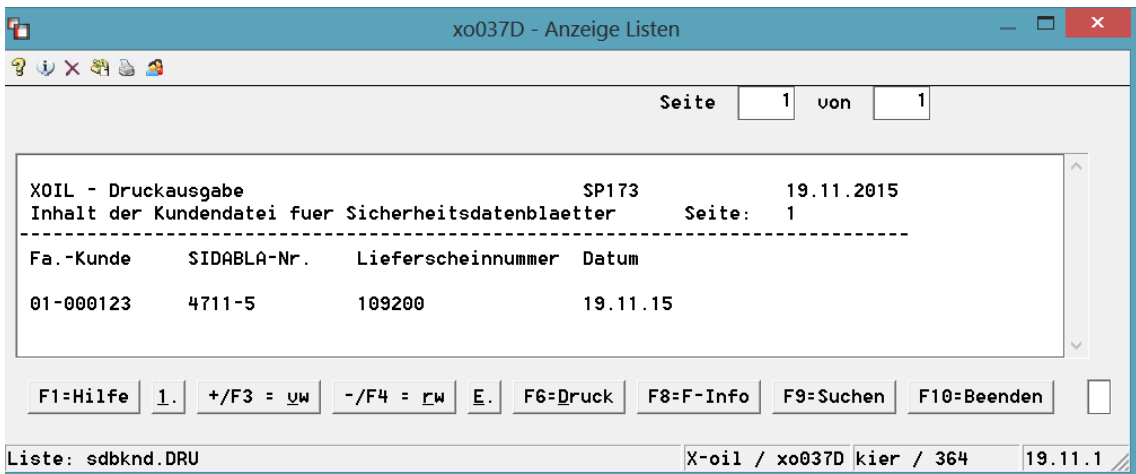 xo037D - Anzeige Listen
Seite 1 von 1
XOIL - Druckausgabe SP173 19.11.2015
Inhalt der Kundendatei fuer Sicherheitsdatenblaetter Seite: 1
Fa.-Kunde SIDABLA-Nr. Lieferscheinnummer Datum
01-000123 4711-5 109200 19.11.15
F1=Hilfe 1. +/F3 = vw -/F4 = rw E. F6=Druck F8=F-Info F9=Suchen F10=Beenden
Liste: sdbknd.DRU X-oil / xo037D kier / 364 19.11.1